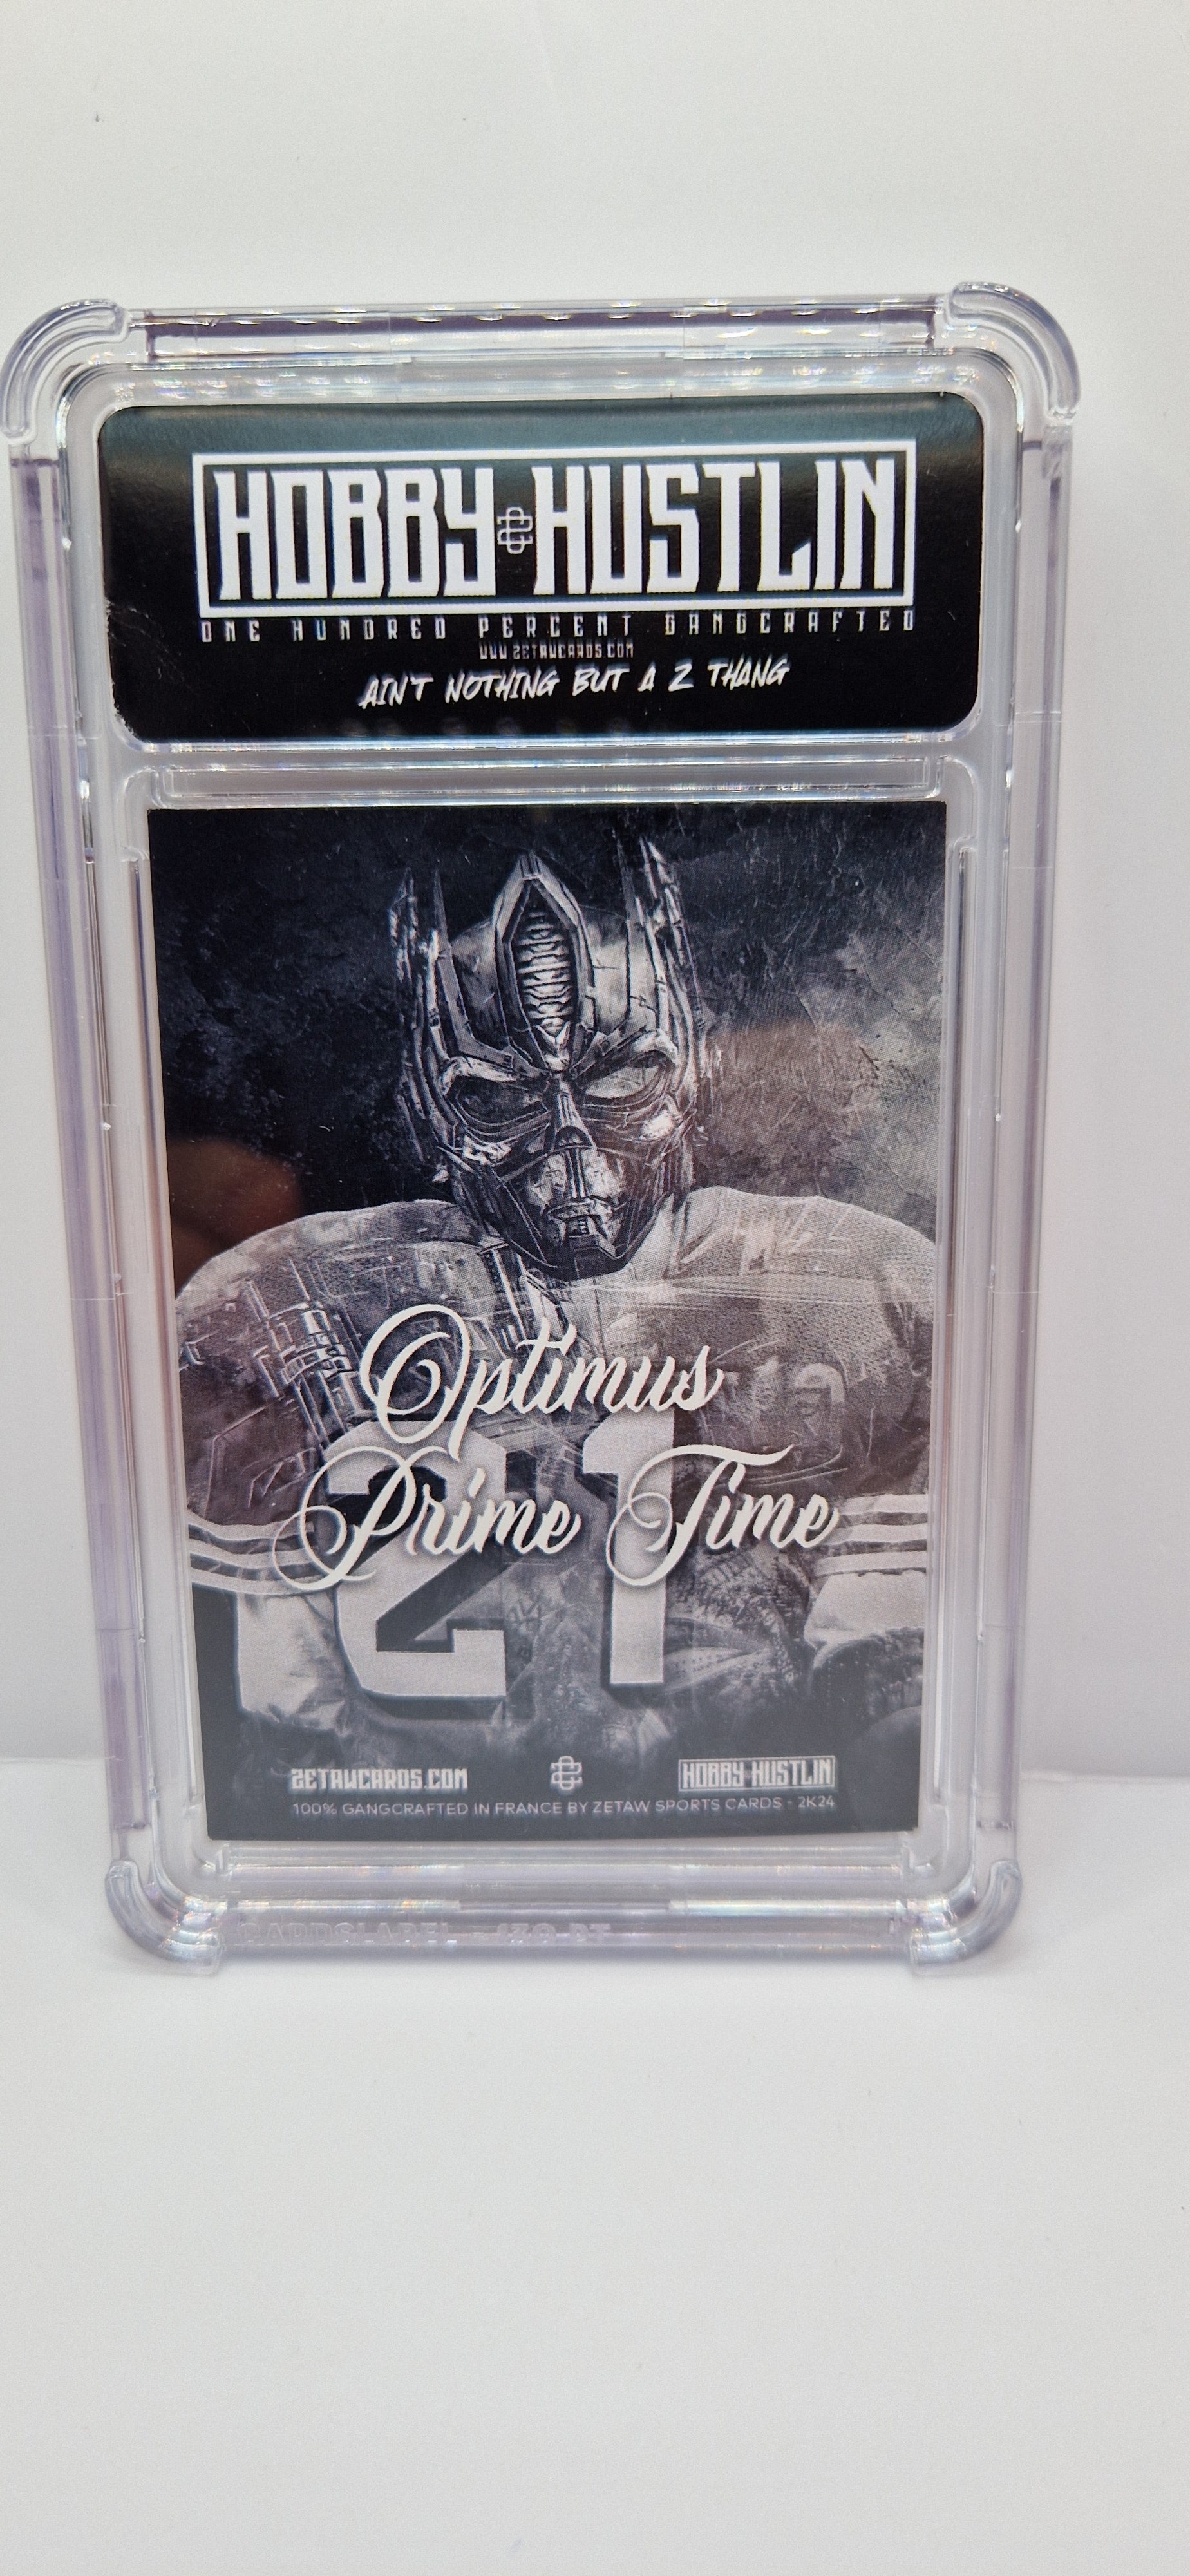 HOBBY HUSTLIN
ONE HUNDRED PERCENT GANGCRAFTED
WWW.ZETAWCARDS.COM
AIN'T NOTHING BUT A Z THANG
Optimus
Prime Time
21
ZETAWCARDS.COM
HOBBY HUSTLIN
100% GANGCRAFTED IN FRANCE BY ZETAW SPORTS CARDS - 2K24